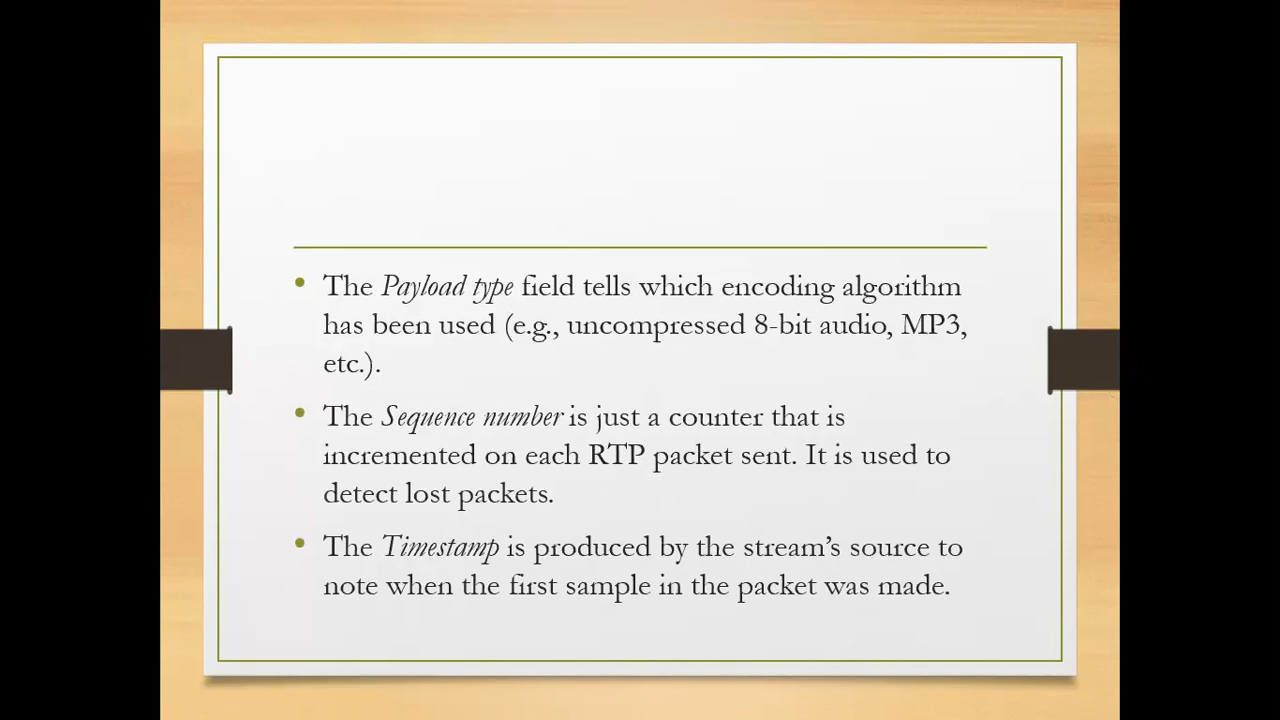 • The Payload type field tells which encoding algorithm
has been used (e.g., uncompressed 8-bit audio, MP3,
etc.).
• The Sequence number is just a counter that is
incremented on each RTP packet sent. It is used to
detect lost packets.
• The Timestamp is produced by the stream’s source to
note when the first sample in the packet was made.